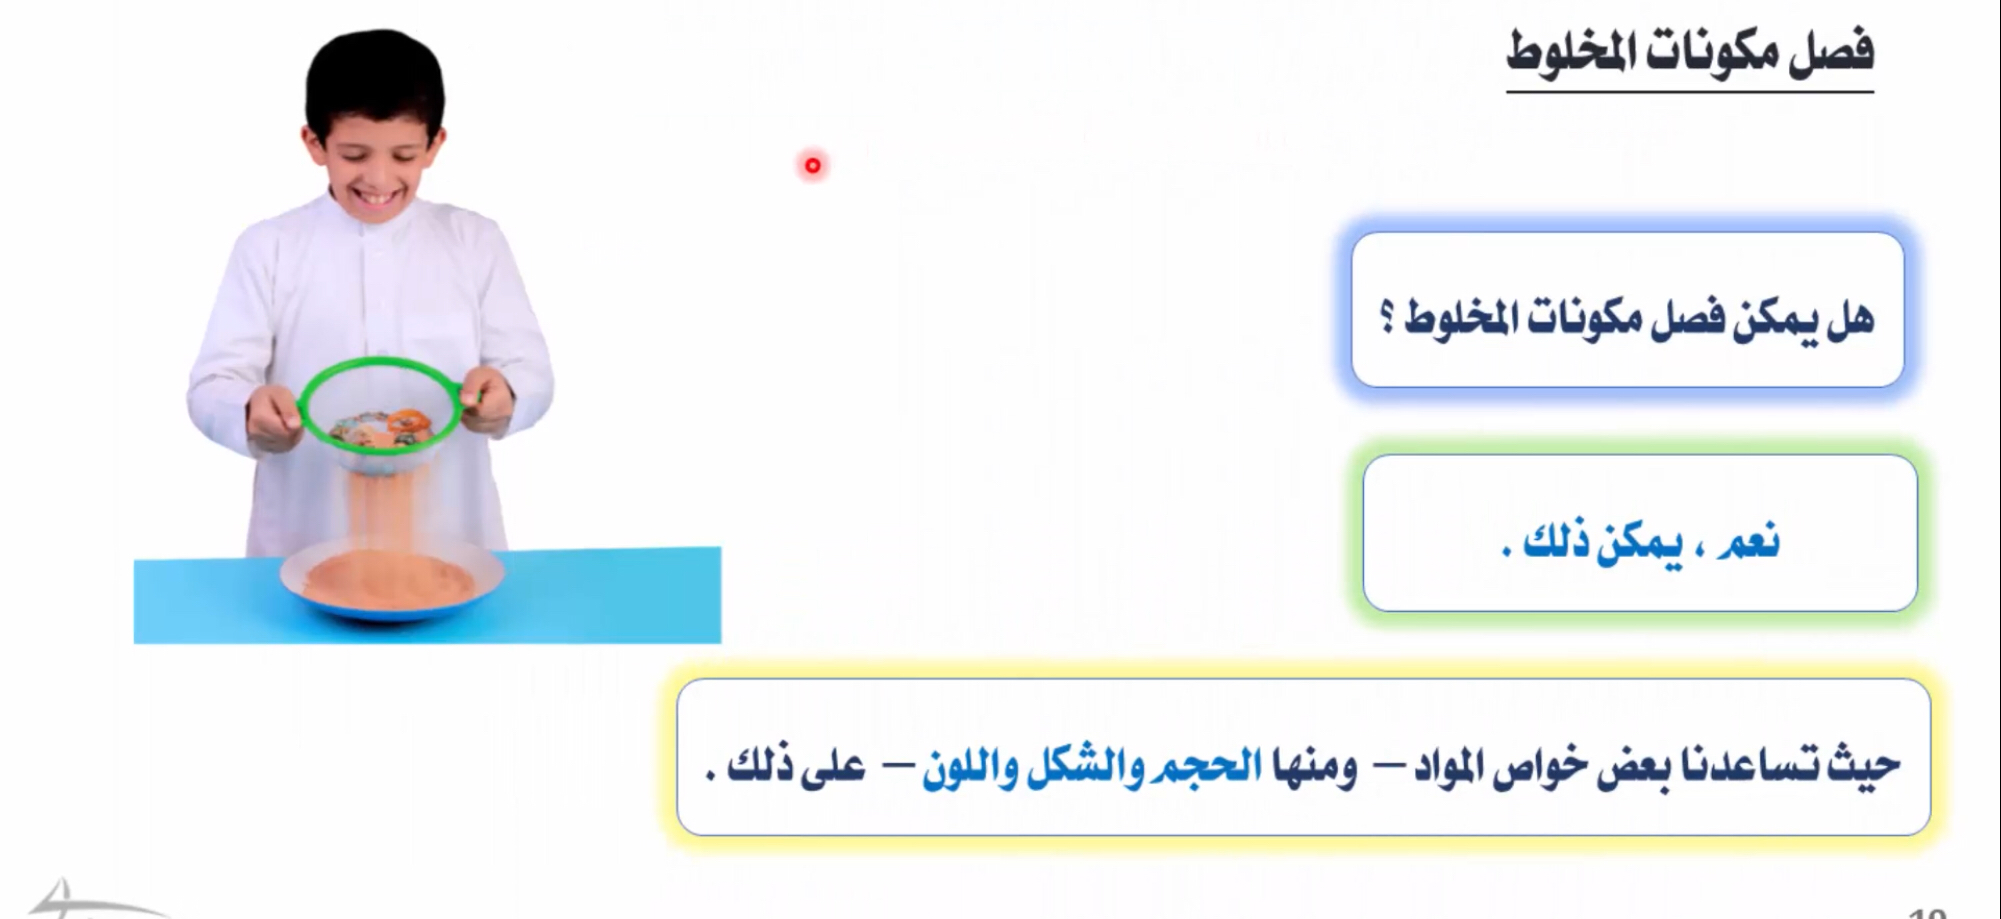 فصل مكونات المخلوط
هل يمكن فصل مكونات المخلوط ؟
نعم ، يمكن ذلك .
حيث تساعدنا بعض خواص المواد – ومنها الحجم والشكل واللون – على ذلك .